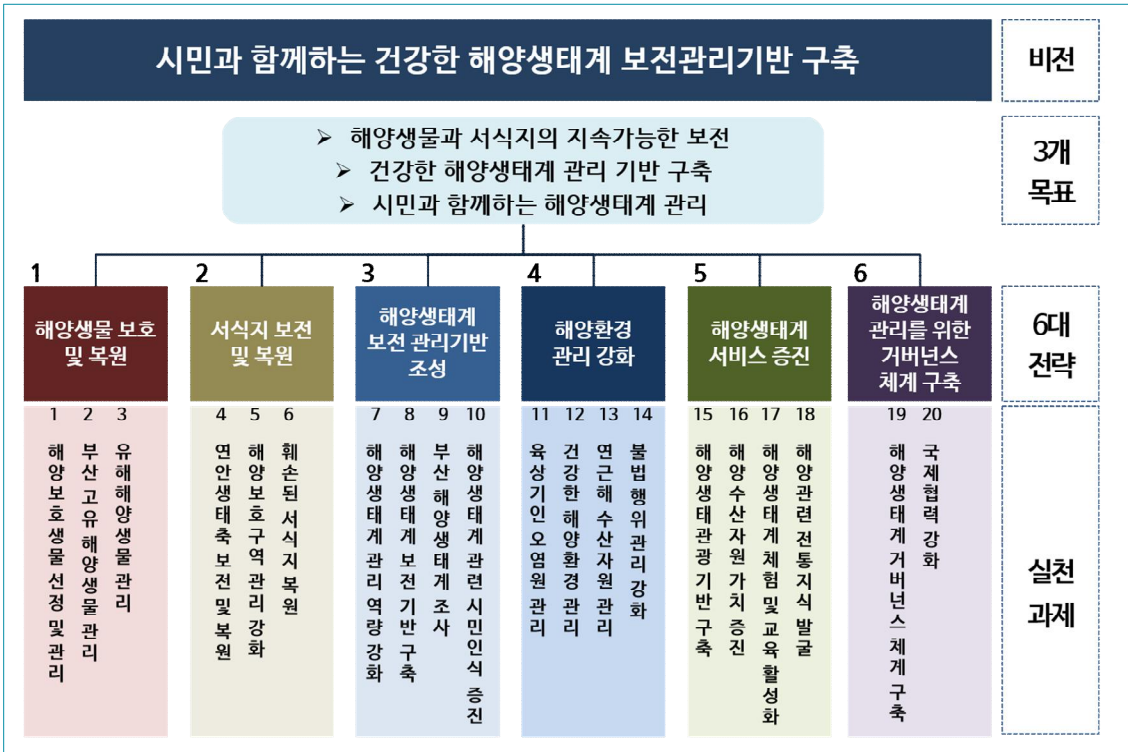 시민과 함께하는 건강한 해양생태계 보전관리기반 구축
비전
➢ 해양생물과 서식지의 지속가능한 보전
➢ 건강한 해양생태계 관리 기반 구축
➢ 시민과 함께하는 해양생태계 관리
3개
목표
1
해양생물 보호
및 복원
2
서식지 보전
및 복원
3
해양생태계
보전 관리기반
조성
4
해양환경
관리 강화
5
해양생태계
서비스 증진
6
해양생태계
관리를 위한
거버넌스
체계 구축
6대
전략
1 해양보호생물 선정 및 관리
2 부산 고유 해양생물 관리
3 유해해양생물 관리
4 연안생태축 보전 및 복원
5 해양보호구역 관리 강화
6 훼손된 서식지 복원
7 해양생태계 관리 역량 강화
8 해양생태계 보전 기반 구축
9 부산 해양생태계 조사
10 해양생태계 관련 시민인식 증진
11 육상기인 오염원 관리
12 건강한 해양환경 관리
13 연근해 수산자원 관리
14 불법 행위 관리 강화
15 해양생태관광 기반 구축
16 해양수산자원 가치 증진
17 해양생태계 체험 및 교육 활성화
18 해양관련 전통지식 발굴
19 해양생태계 거버넌스 체계 구축
20 국제협력 강화
실천
과제